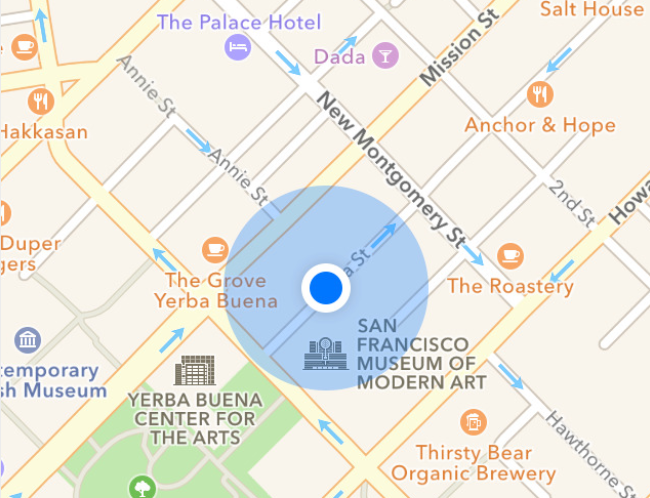 Salt House
The Palace Hotel
Dada
Mission St
Annie St
Hakkasan
New Montgomery St
Anchor & Hope
Annie St
2nd St
Howa
Duper
gers
The Grove
Yerba Buena
a St
The Roastery
SAN
FRANCISCO
MUSEUM OF
MODERN ART
temporary
sh Museum
YERBA BUENA
CENTER FOR
THE ARTS
Thirsty Bear
Organic Brewery
Hawthorne St